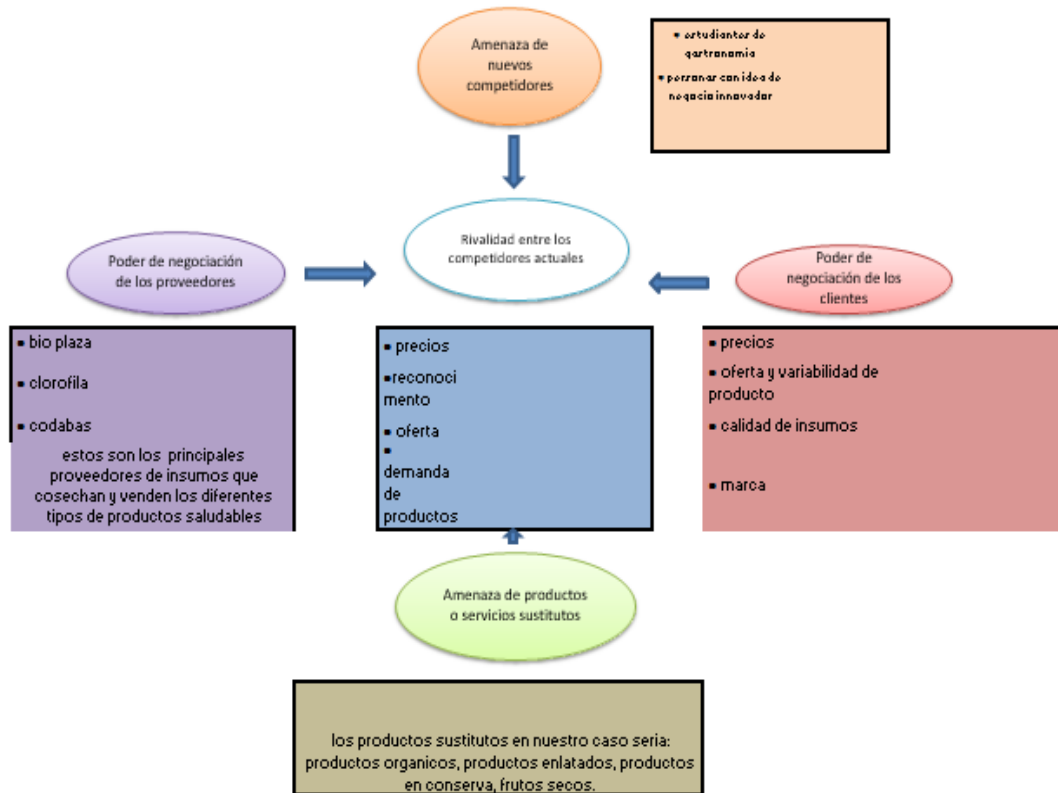 Amenaza de
nuevos
competidores
▪ estudiantes de
gastronomia
▪ personas con idea de
negocio innovador
Rivalidad entre los
competidores actuales
Poder de negociación
de los proveedores
Poder de
negociación de los
clientes
▪ bio plaza
▪ clorofila
▪ codabas
estos son los principales
proveedores de insumos que
cosechan y venden los diferentes
tipos de productos saludables
▪ precios
▪reconoci
mento
▪ oferta
▪
demanda
de
productos
▪ precios
▪ oferta y variabilidad de
producto
▪ calidad de insumos
▪ marca
Amenaza de productos
o servicios sustitutos
los productos sustitutos en nuestro caso seria:
productos organicos, productos enlatados, productos
en conserva, frutos secos.